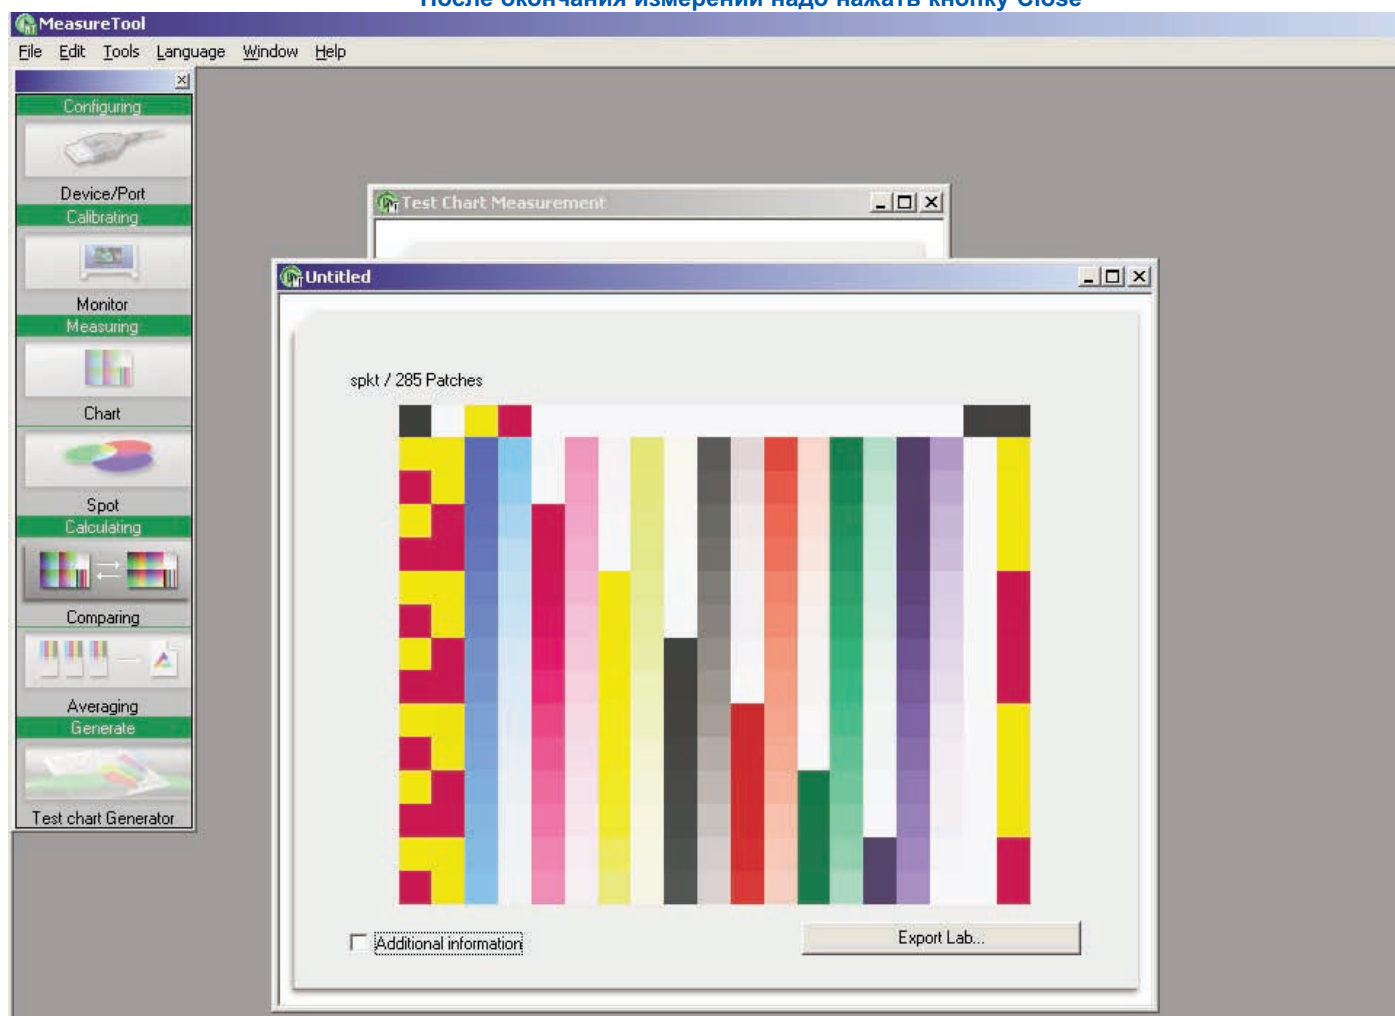 После окончания измерений надо нажать кнопку Close
MeasureTool
File Edit Tools Language Window Help
Configuring
Device/Port
Calibrating
Monitor
Measuring
Chart
Spot
Calculating
Comparing
Averaging
Generate
Test chart Generator
Test Chart Measurement
Untitled
spkt / 285 Patches
Additional information
Export Lab...